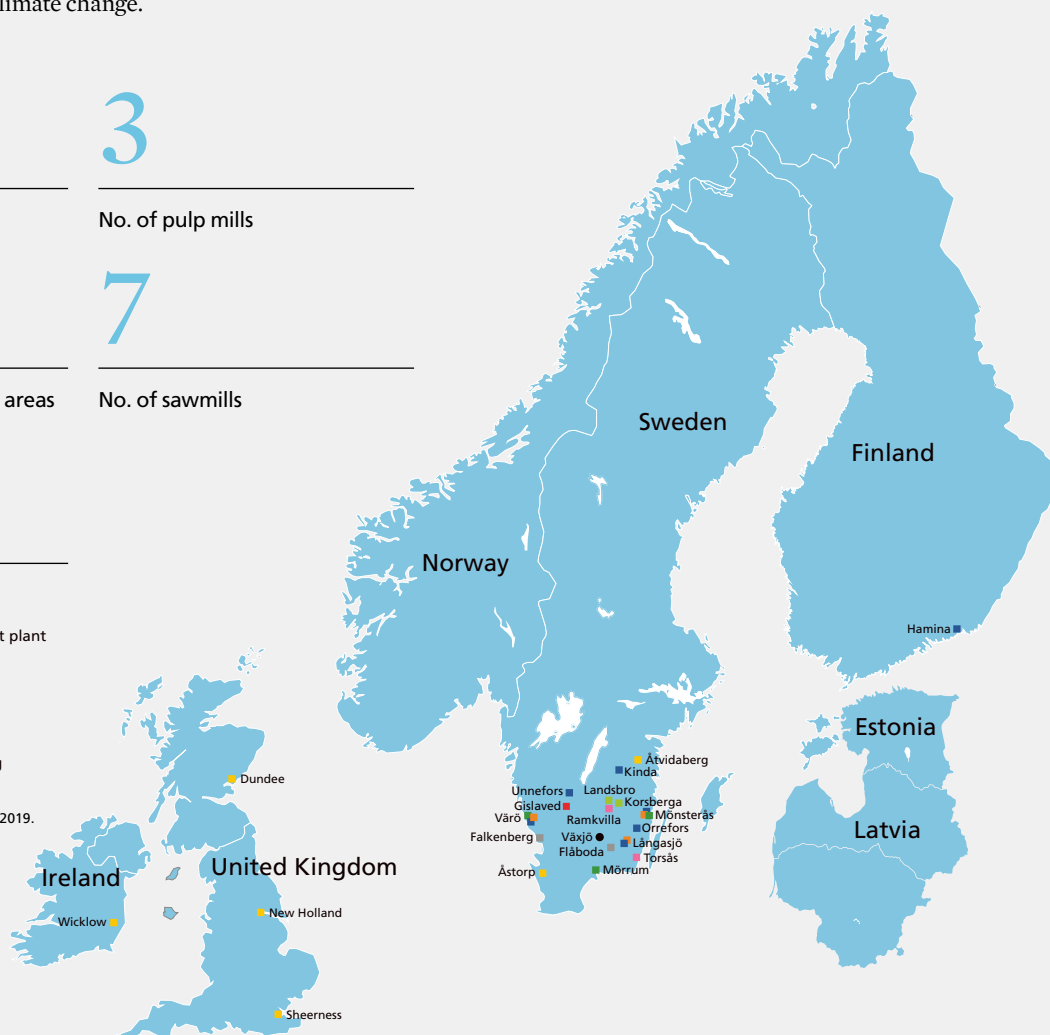 limate change.
3
No. of pulp mills
7
areas
No. of sawmills
t plant
g
2019.
Sweden
Finland
Norway
Hamina
Estonia
Latvia
Åtvidaberg
Kinda
Unnefors
Landsbro
Gislaved
Korsberga
Värö
Ramkvilla
Mönsterås
Orrefors
Falkenberg
Växjö
Långasjö
Flåboda
Torsås
Åstorp
Mörrum
Dundee
United Kingdom
Ireland
Wicklow
New Holland
Sheerness